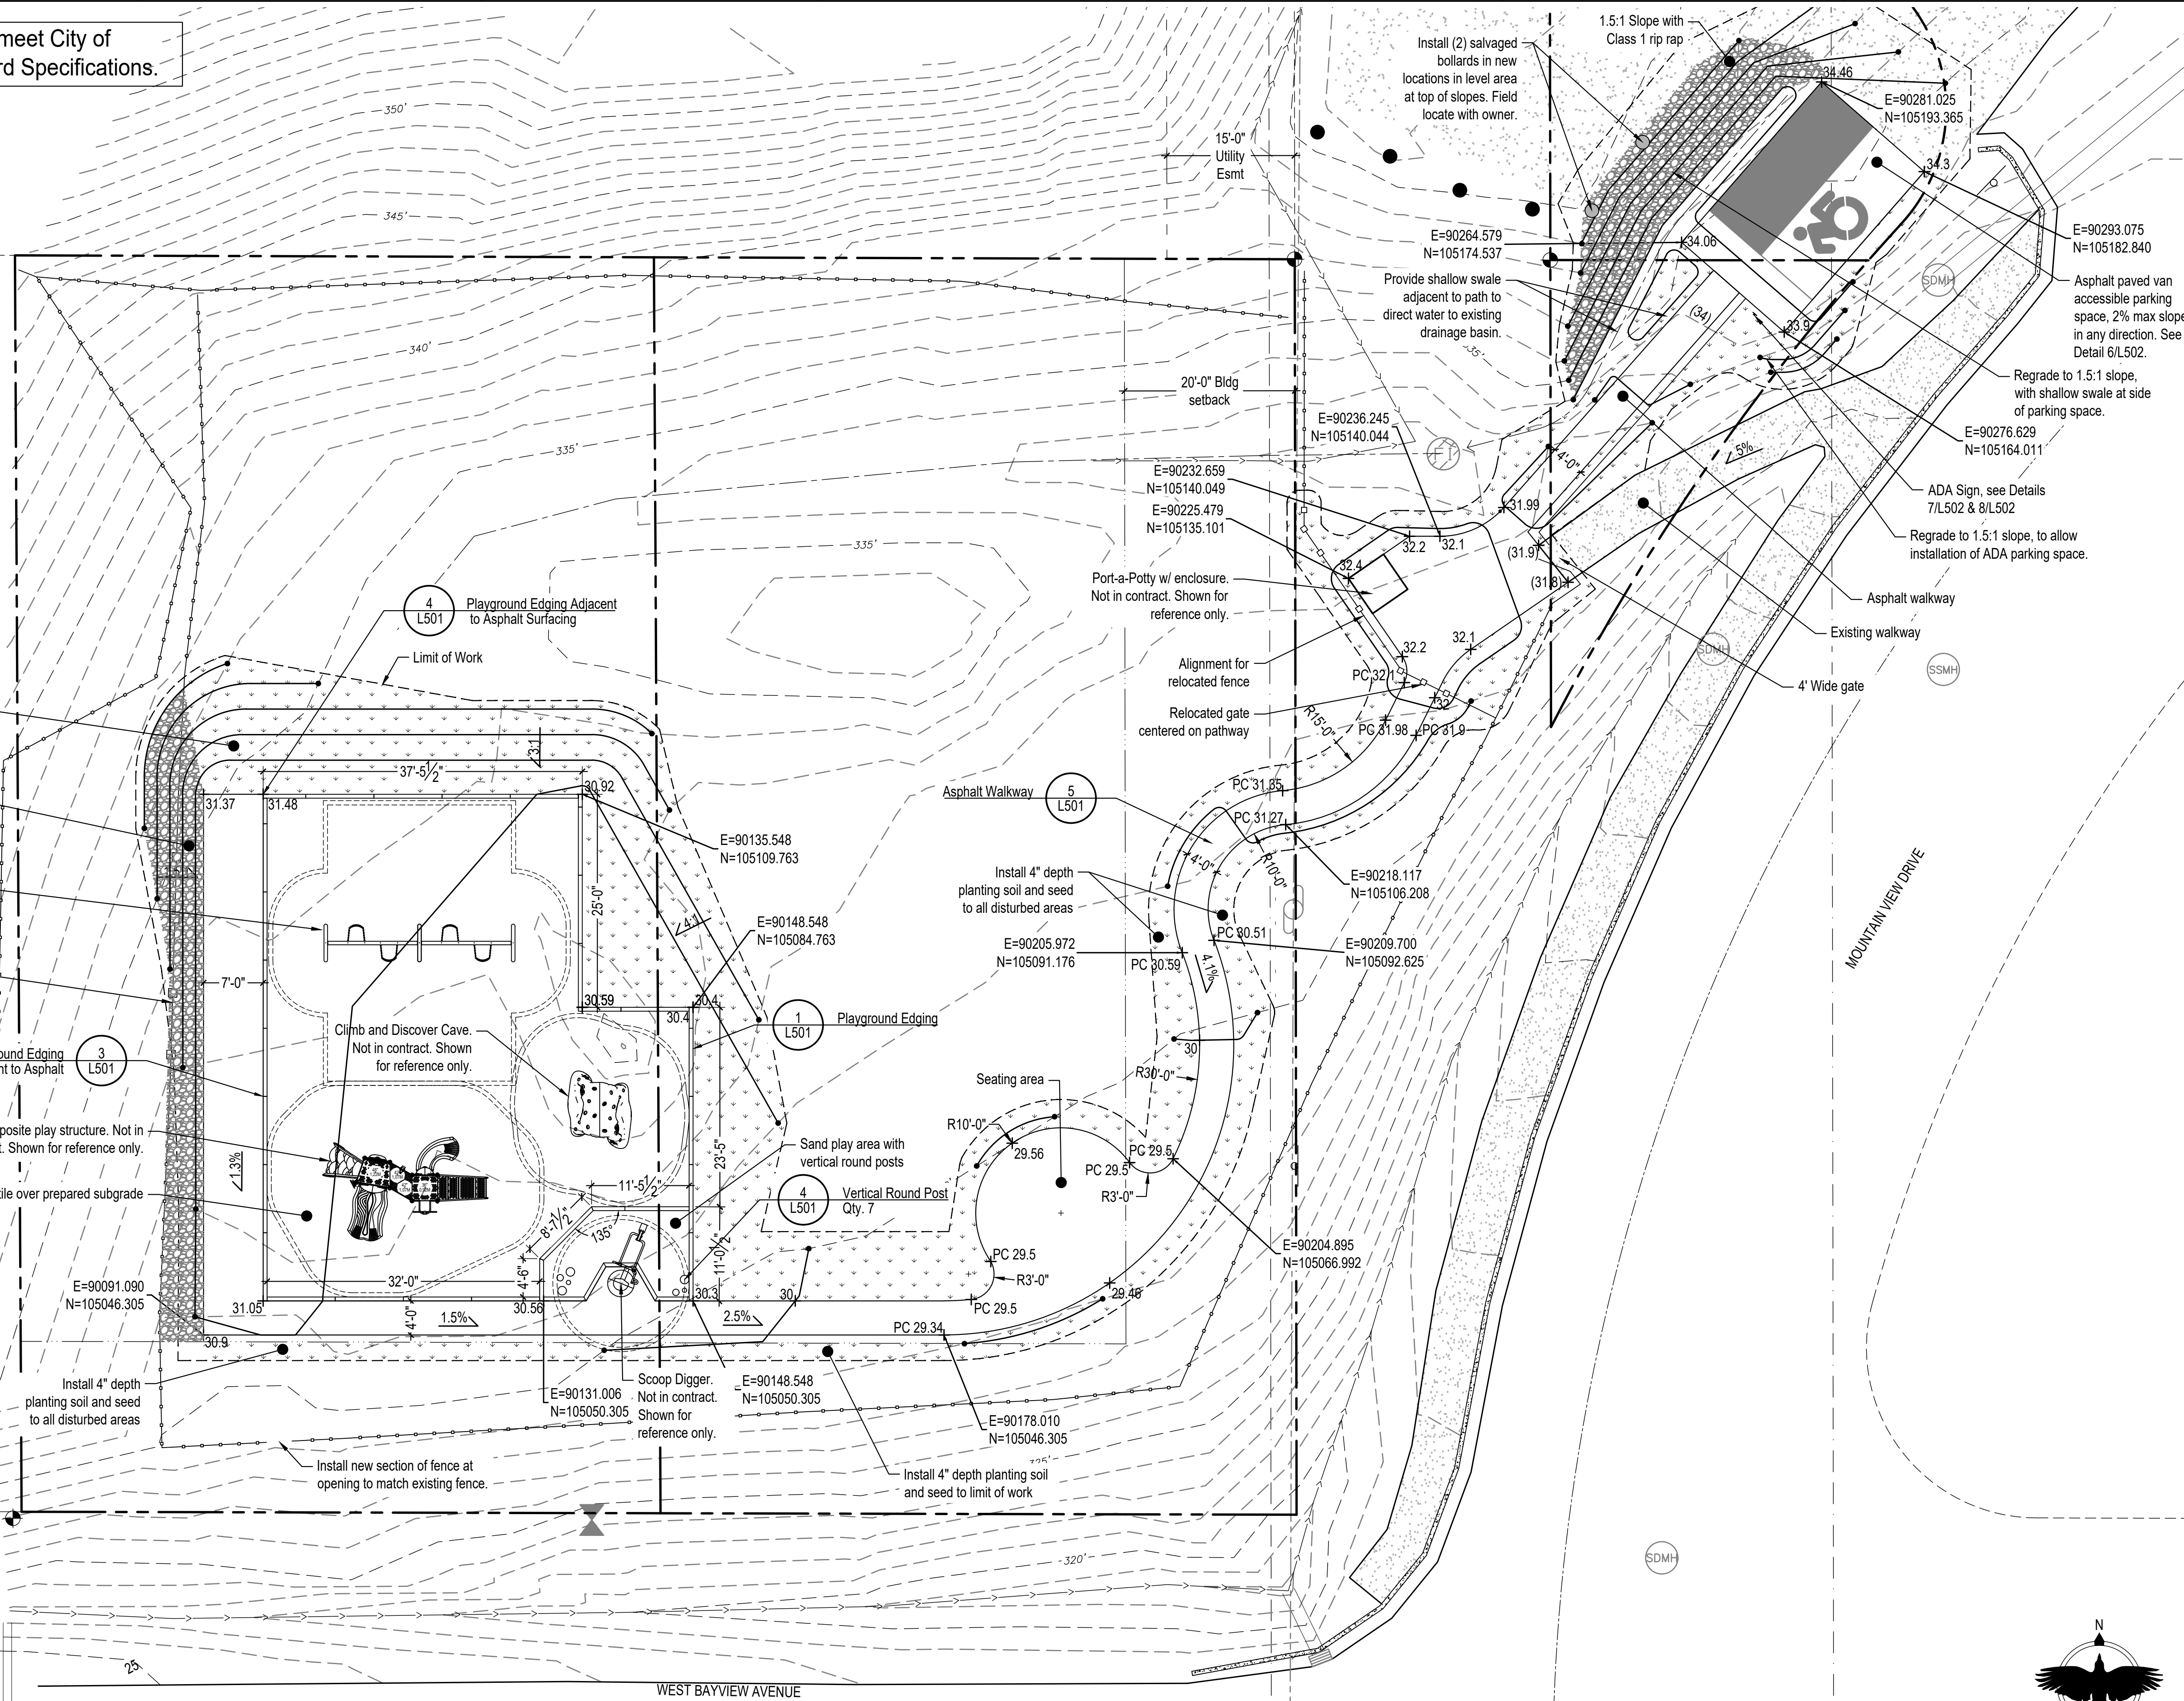 meet City of
rd Specifications.
350'
345'
340'
335'
335'
335'
325'
320'
25
15'-0"
Utility
Esmt
20'-0" Bldg
setback
Install (2) salvaged
bollards in new
locations in level area
at top of slopes. Field
locate with owner.
1.5:1 Slope with
Class 1 rip rap
34.46
E=90281.025
N=105193.365
34.3
E=90293.075
N=105182.840
Asphalt paved van
accessible parking
space, 2% max slope
in any direction. See
Detail 6/L502.
E=90264.579
N=105174.537
34.06
Provide shallow swale
adjacent to path to
direct water to existing
drainage basin.
(34)
33.9
SDMH
Regrade to 1.5:1 slope,
with shallow swale at side
of parking space.
E=90276.629
N=105164.011
ADA Sign, see Details
7/L502 & 8/L502
Regrade to 1.5:1 slope, to allow
installation of ADA parking space.
5%
4'-0"
31.99
(31.9)
(31.8)
Asphalt walkway
Existing walkway
4' Wide gate
SDMH
SSMH
SDMH
E=90236.245
N=105140.044
E=90232.659
N=105140.049
E=90225.479
N=105135.101
32.2
32.1
32.4
Port-a-Potty w/ enclosure.
Not in contract. Shown for
reference only.
Alignment for
relocated fence
Relocated gate
centered on pathway
32.2
32.1
PC 32.1
32
PC 31.98
PC 31.9
R15'-0"
PC 31.35
PC 31.27
Asphalt Walkway
5
L501
4'-0"
R10'-0"
E=90218.117
N=105106.208
Install 4" depth
planting soil and seed
to all disturbed areas
E=90205.972
N=105091.176
PC 30.51
PC 30.59
4.1%
E=90209.700
N=105092.625
30
R30'-0"
Seating area
R10'-0"
29.56
PC 29.5
PC 29.5
R3'-0"
E=90204.895
N=105066.992
PC 29.5
R3'-0"
PC 29.5
29.46
PC 29.34
E=90178.010
N=105046.305
4
L501
Playground Edging Adjacent
to Asphalt Surfacing
Limit of Work
3:1
37'-5½"
31.37
31.48
30.92
E=90135.548
N=105109.763
25'-0"
4:1
E=90148.548
N=105084.763
7'-0"
30.59
30.4
30.4
1
L501
Playground Edging
Climb and Discover Cave.
Not in contract. Shown
for reference only.
ound Edging
nt to Asphalt
3
L501
posite play structure. Not in
t. Shown for reference only.
1.3%
tile over prepared subgrade
23'-5"
Sand play area with
vertical round posts
11'-5½"
4
L501
Vertical Round Post
Qty. 7
8'-7½"
135°
11'-0½"
4'-6"
32'-0"
E=90091.090
N=105046.305
31.05
30.56
30.3
30
4'-0"
1.5%
2.5%
30.9
Install 4" depth
planting soil and seed
to all disturbed areas
E=90131.006
N=105050.305
Scoop Digger.
Not in contract.
Shown for
reference only.
E=90148.548
N=105050.305
Install new section of fence at
opening to match existing fence.
Install 4" depth planting soil
and seed to limit of work
MOUNTAIN VIEW DRIVE
WEST BAYVIEW AVENUE
N